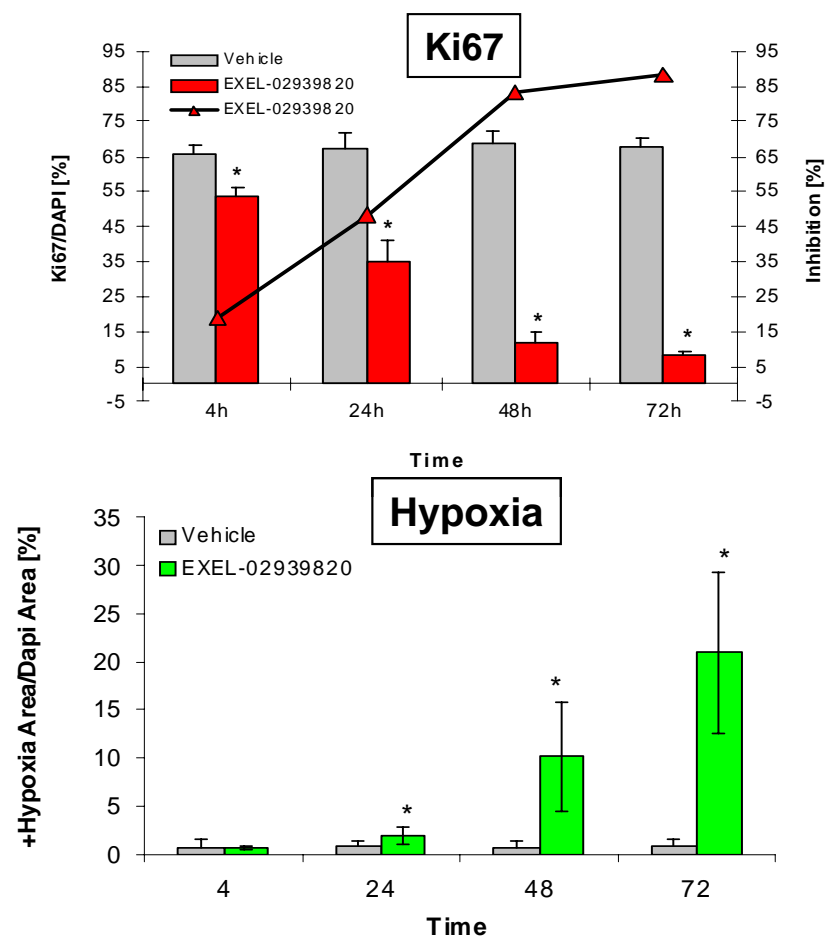 Ki67
Vehicle
EXEL-02939820
EXEL-02939820
Ki67/DAPI [%]
95
85
75
65
55
45
35
25
15
5
-5
95
85
75
65
55
45
35
25
15
5
-5
Inhibition [%]
*
*
*
*
4h
24h
48h
72h
Time
Hypoxia
Vehicle
EXEL-02939820
+Hypoxia Area/Dapi Area [%]
35
30
25
20
15
10
5
0
*
*
*
4
24
48
72
Time